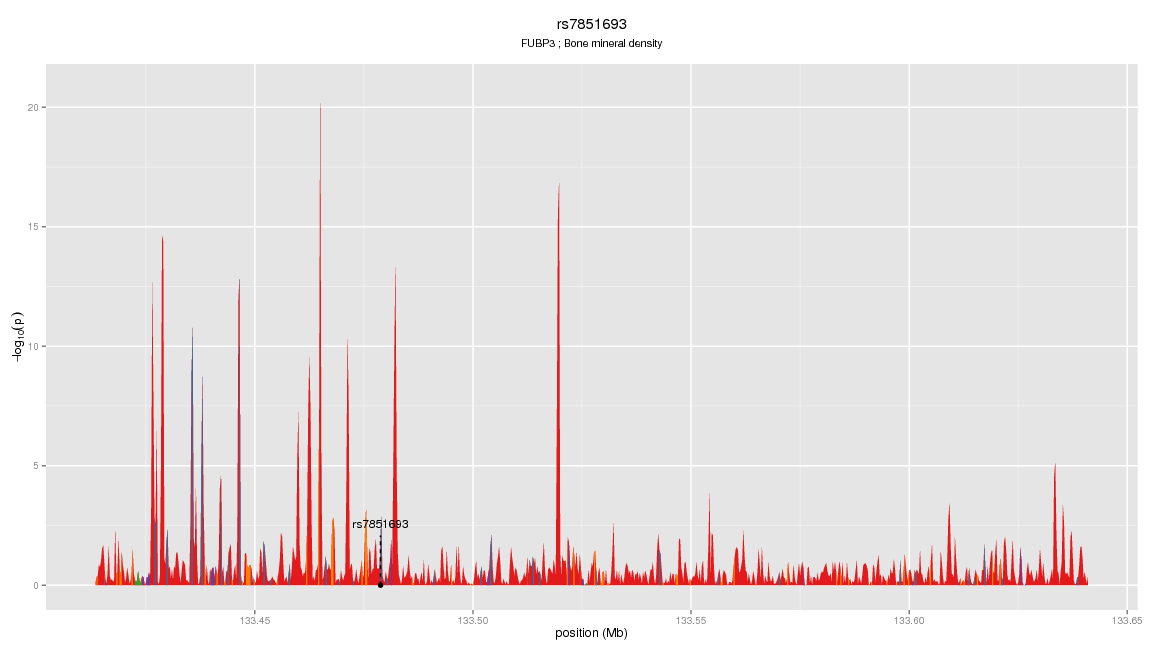 rs7851693
FUBP3 ; Bone mineral density
20
15
10
5
0
−log10(p)
rs7851693
133.45 133.50 133.55 133.60 133.65
position (Mb)